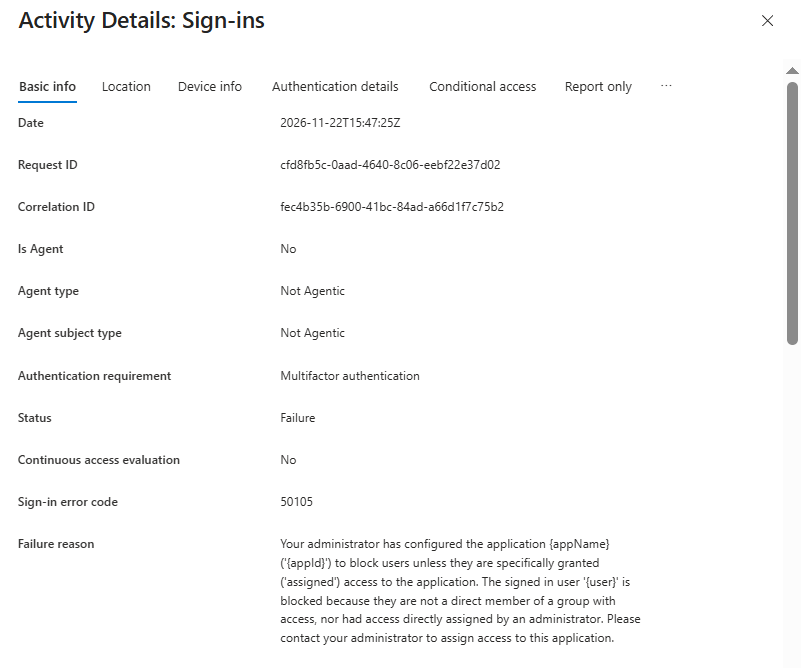 Activity Details: Sign-ins
Basic info Location Device info Authentication details Conditional access Report only ...
Date 2026-11-22T15:47:25Z
Request ID cfd8fb5c-0aad-4640-8c06-eebf22e37d02
Correlation ID fec4b35b-6900-41bc-84ad-a66d1f7c75b2
Is Agent No
Agent type Not Agentic
Agent subject type Not Agentic
Authentication requirement Multifactor authentication
Status Failure
Continuous access evaluation No
Sign-in error code 50105
Failure reason Your administrator has configured the application {appName}
('{appId}') to block users unless they are specifically granted
('assigned') access to the application. The signed in user '{user}' is
blocked because they are not a direct member of a group with
access, nor had access directly assigned by an administrator. Please
contact your administrator to assign access to this application.